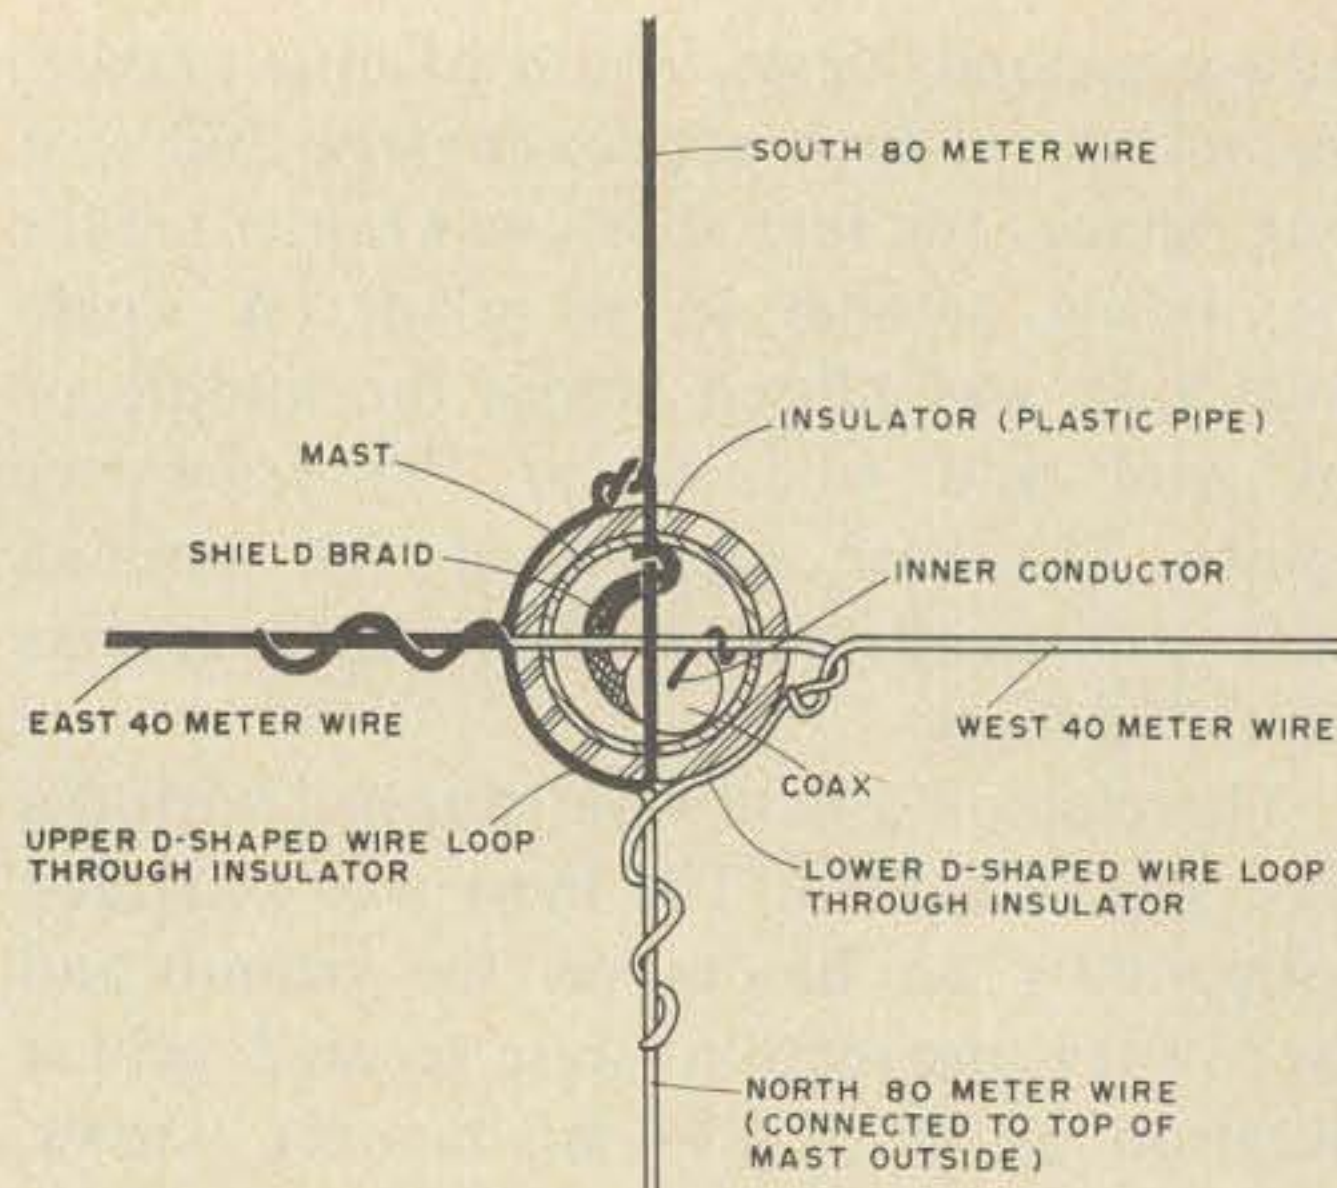 SOUTH 80 METER WIRE
INSULATOR (PLASTIC PIPE)
MAST
SHIELD BRAID
INNER CONDUCTOR
EAST 40 METER WIRE
WEST 40 METER WIRE
COAX
UPPER D-SHAPED WIRE LOOP
THROUGH INSULATOR
LOWER D-SHAPED WIRE LOOP
THROUGH INSULATOR
NORTH 80 METER WIRE
(CONNECTED TO TOP OF
MAST OUTSIDE)